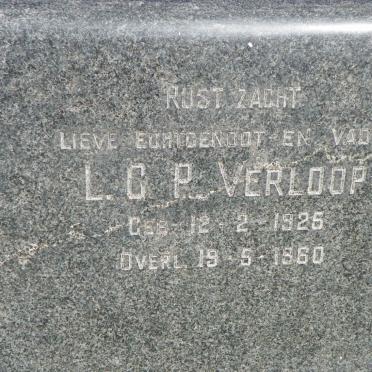 RUST ZACHT
LIEVE ECHTGENOOT EN VAD
L. G. P. VERLOOP
GEB. 12-2-1926
OVERL. 19-5-1960